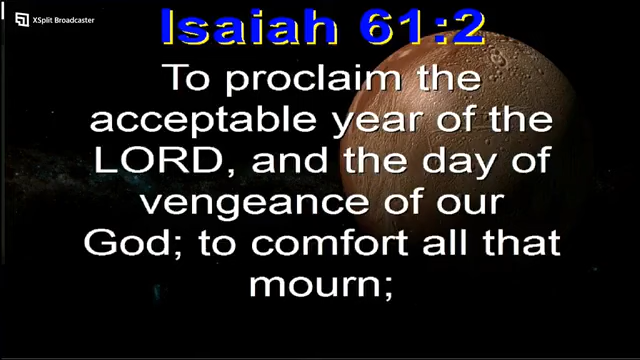 XSplit Broadcaster
Isaiah 61:2
To proclaim the
acceptable year of the
LORD, and the day of
vengeance of our
God; to comfort all that
mourn;